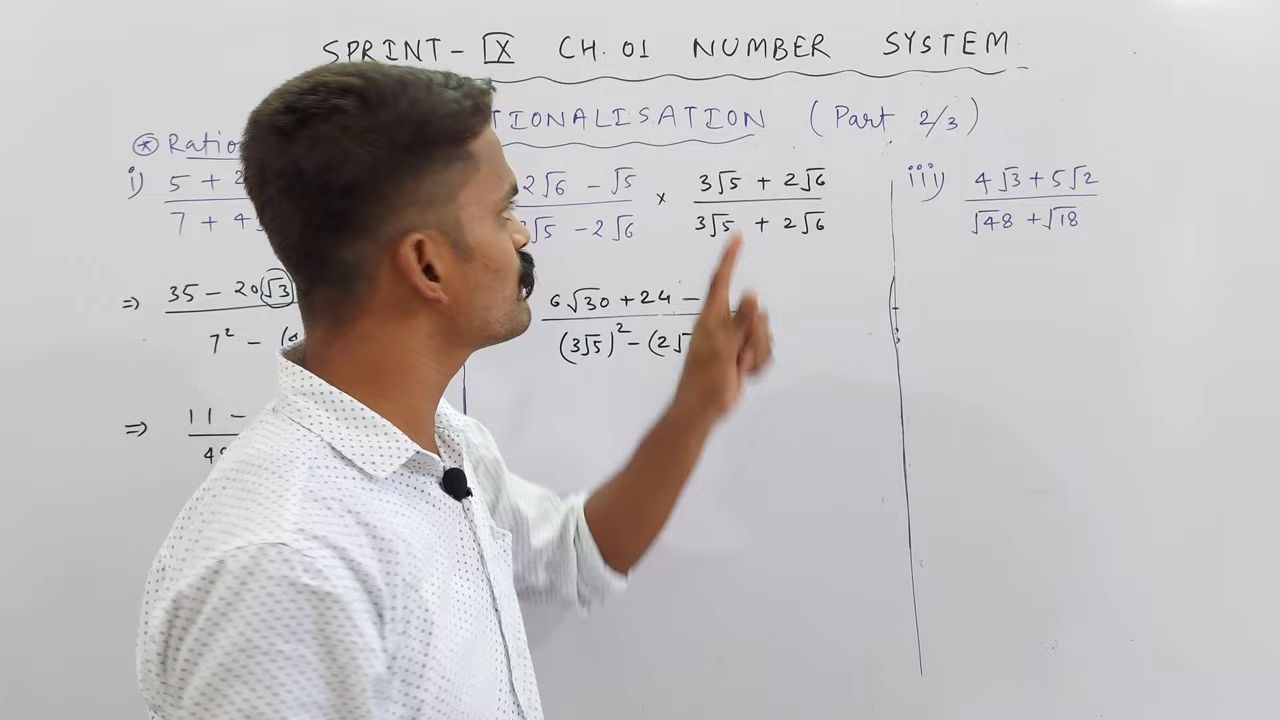 SPRINT- IX CH. 01 NUMBER SYSTEM
TIONALISATION (Part 2/3)
⊛ Ratio
i) 5 + 2
7 + 4
⇒ 35 - 20√3
7² - (
⇒ 11 -
2√6 - √5 × 3√5 + 2√6
√5 - 2√6 3√5 + 2√6
6√30 + 24 -
(3√5)² - (2√
iii) 4√3 + 5√2
√48 + √18